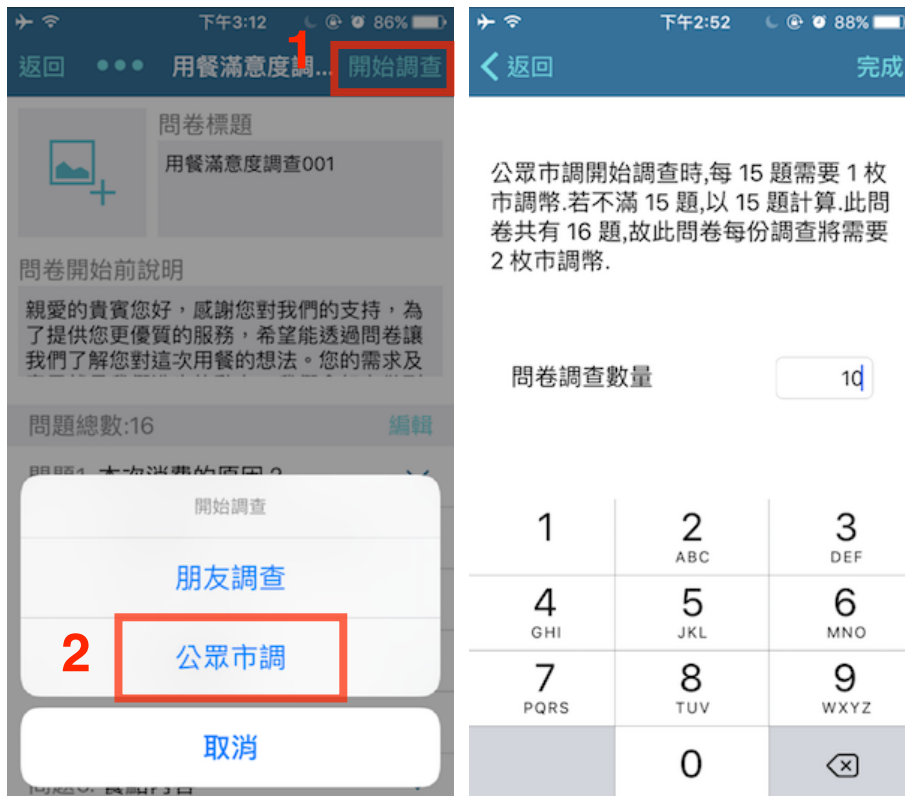 下午3:12 86%
1
返回 ••• 用餐滿意度調... 開始調查
問卷標題
用餐滿意度調查001
問卷開始前說明
親愛的貴賓您好，感謝您對我們的支持，為
了提供您更優質的服務，希望能透過問卷讓
我們了解您對這次用餐的想法。您的需求及
問題總數:16 編輯
問題1. 本次消費的原因？
開始調查
朋友調查
2
公眾市調
取消
下午2:52 88%
返回 完成
公眾市調開始調查時,每 15 題需要 1 枚
市調幣.若不滿 15 題,以 15 題計算.此問
卷共有 16 題,故此問卷每份調查將需要
2 枚市調幣.
問卷調查數量 10
1 2 3
ABC DEF
4 5 6
GHI JKL MNO
7 8 9
PQRS TUV WXYZ
0